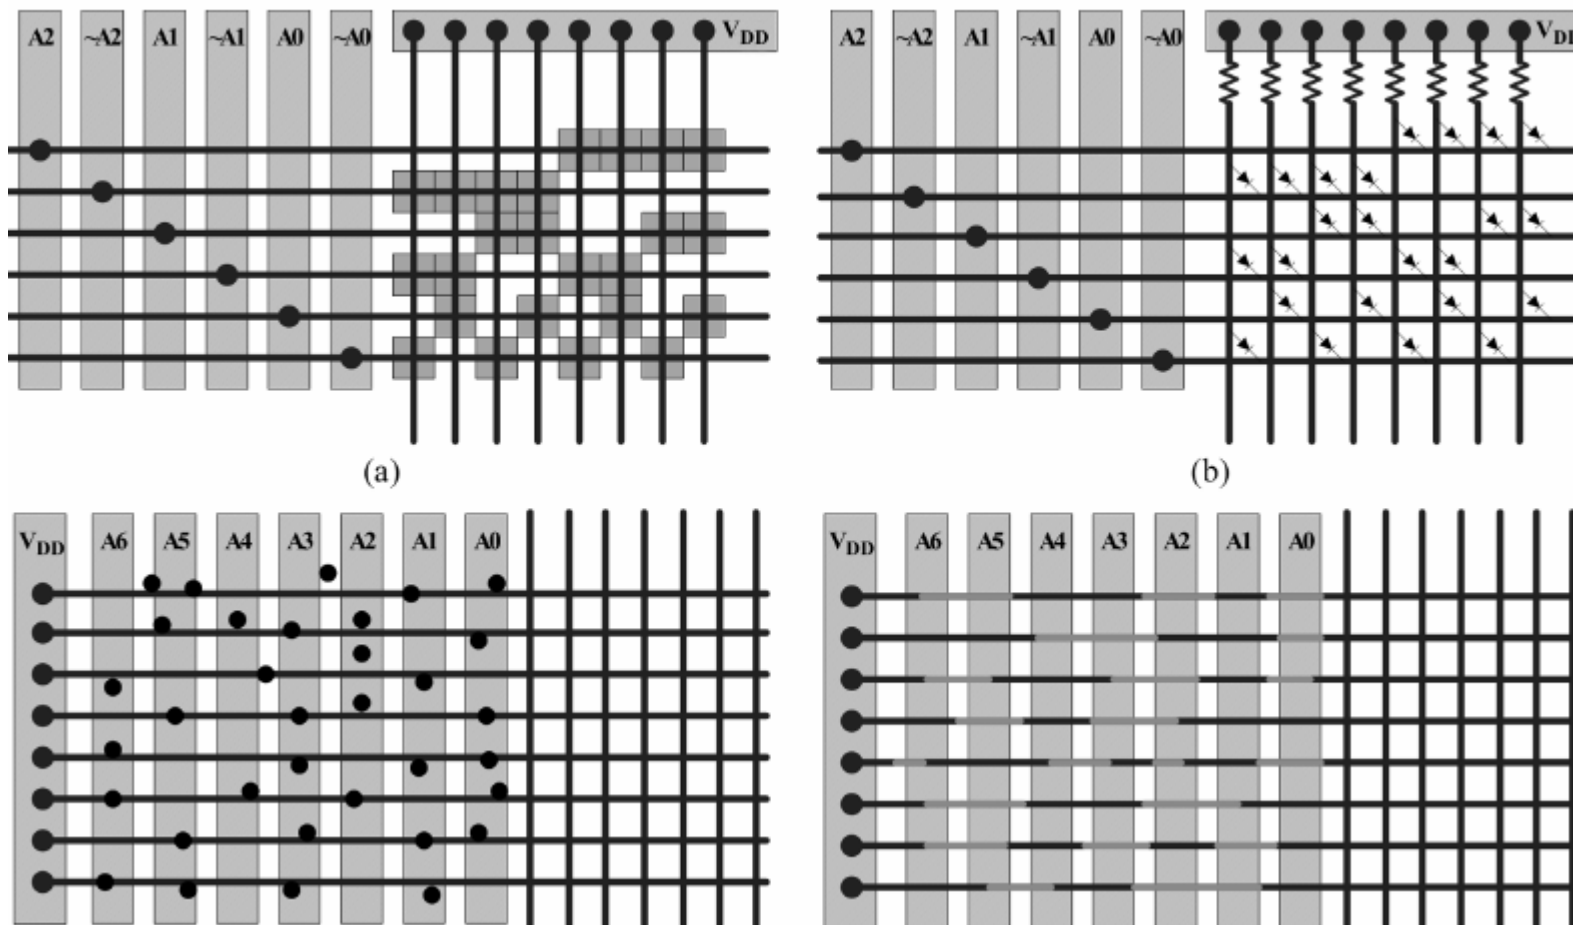 A2 ~A2 A1 ~A1 A0 ~A0 VDD
A2 ~A2 A1 ~A1 A0 ~A0 VDD
(a)
(b)
VDD A6 A5 A4 A3 A2 A1 A0
VDD A6 A5 A4 A3 A2 A1 A0